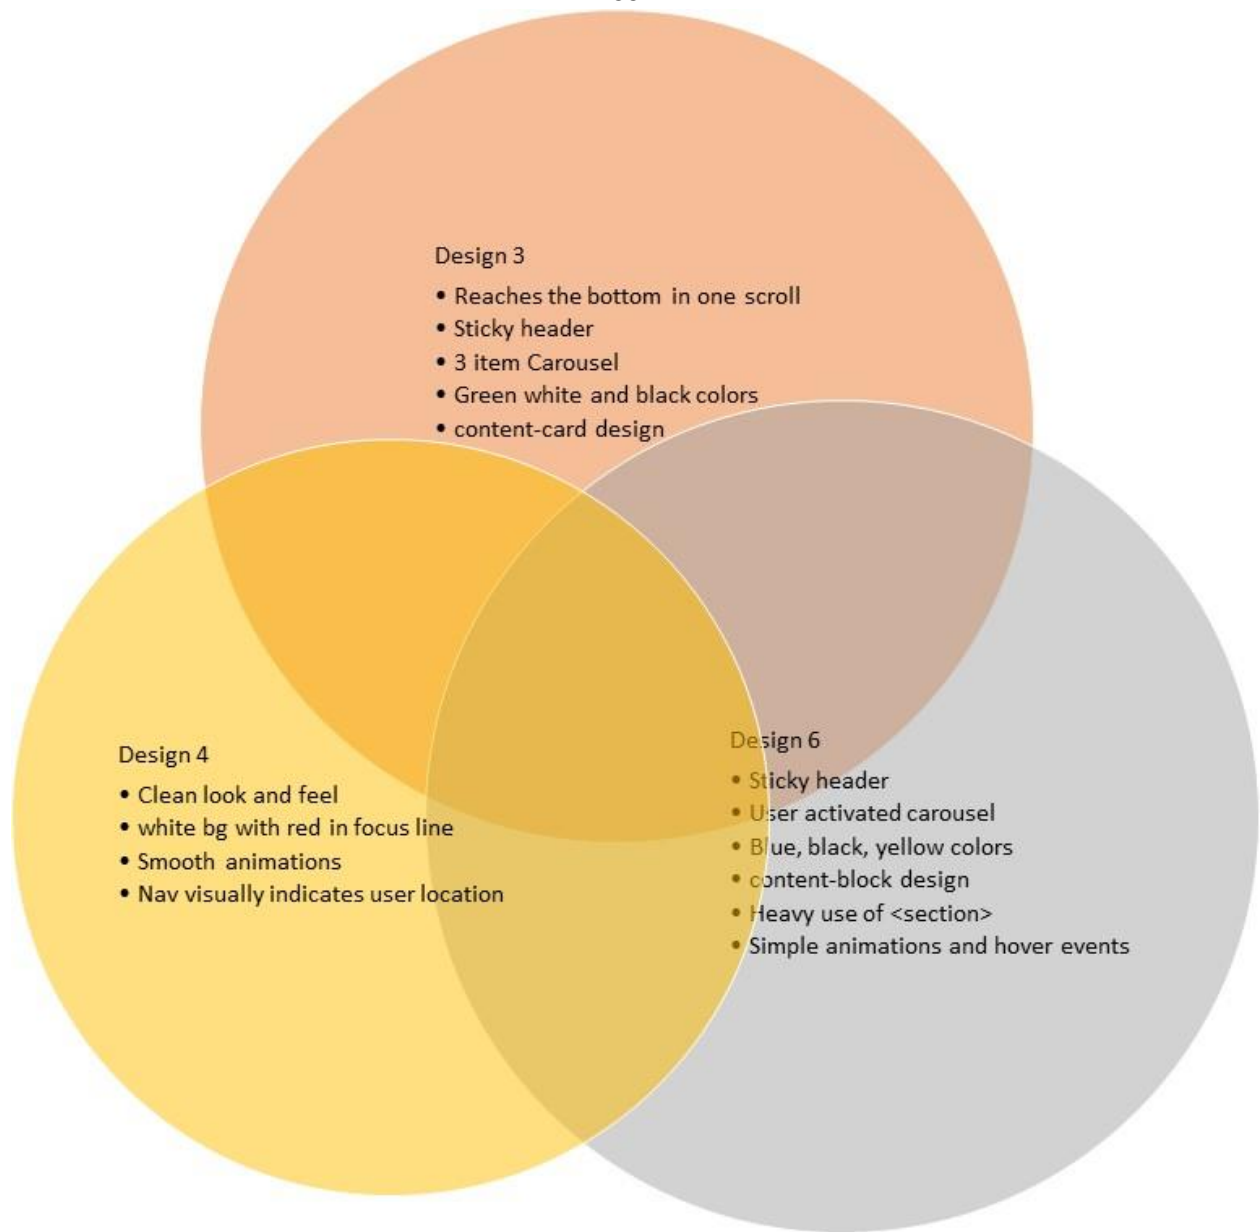 Design 3
• Reaches the bottom in one scroll
• Sticky header
• 3 item Carousel
• Green white and black colors
• content-card design
Design 4
• Clean look and feel
• white bg with red in focus line
• Smooth animations
• Nav visually indicates user location
Design 6
• Sticky header
• User activated carousel
• Blue, black, yellow colors
• content-block design
• Heavy use of <section>
• Simple animations and hover events